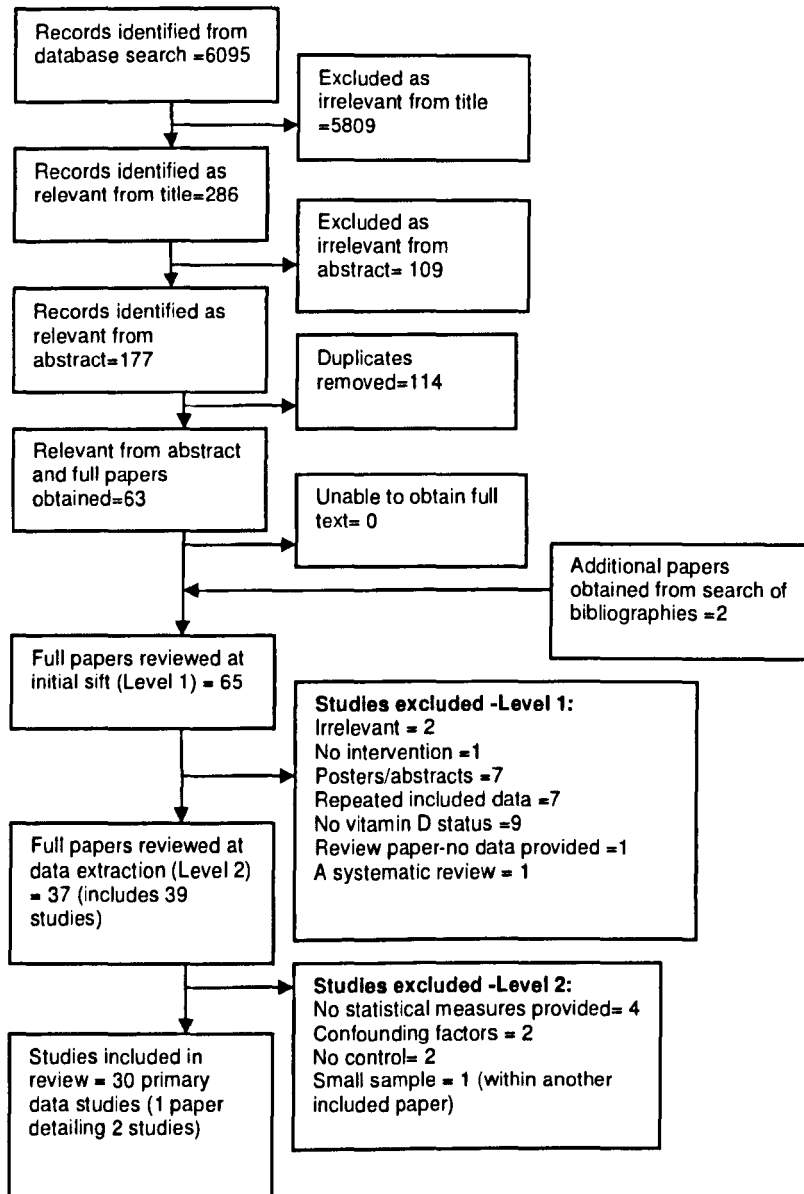 Records identified from
database search =6095
Excluded as
irrelevant from title
=5809
Records identified as
relevant from title=286
Excluded as
irrelevant from
abstract= 109
Records identified as
relevant from
abstract=177
Duplicates
removed=114
Relevant from abstract
and full papers
obtained=63
Unable to obtain full
text= 0
Additional papers
obtained from search of
bibliographies =2
Full papers reviewed at
initial sift (Level 1) = 65
Studies excluded -Level 1:
Irrelevant = 2
No intervention =1
Posters/abstracts =7
Repeated included data =7
No vitamin D status =9
Review paper-no data provided =1
A systematic review = 1
Full papers reviewed at
data extraction (Level 2)
= 37 (includes 39
studies)
Studies excluded -Level 2:
No statistical measures provided= 4
Confounding factors = 2
No control= 2
Small sample = 1 (within another
included paper)
Studies included in
review = 30 primary
data studies (1 paper
detailing 2 studies)